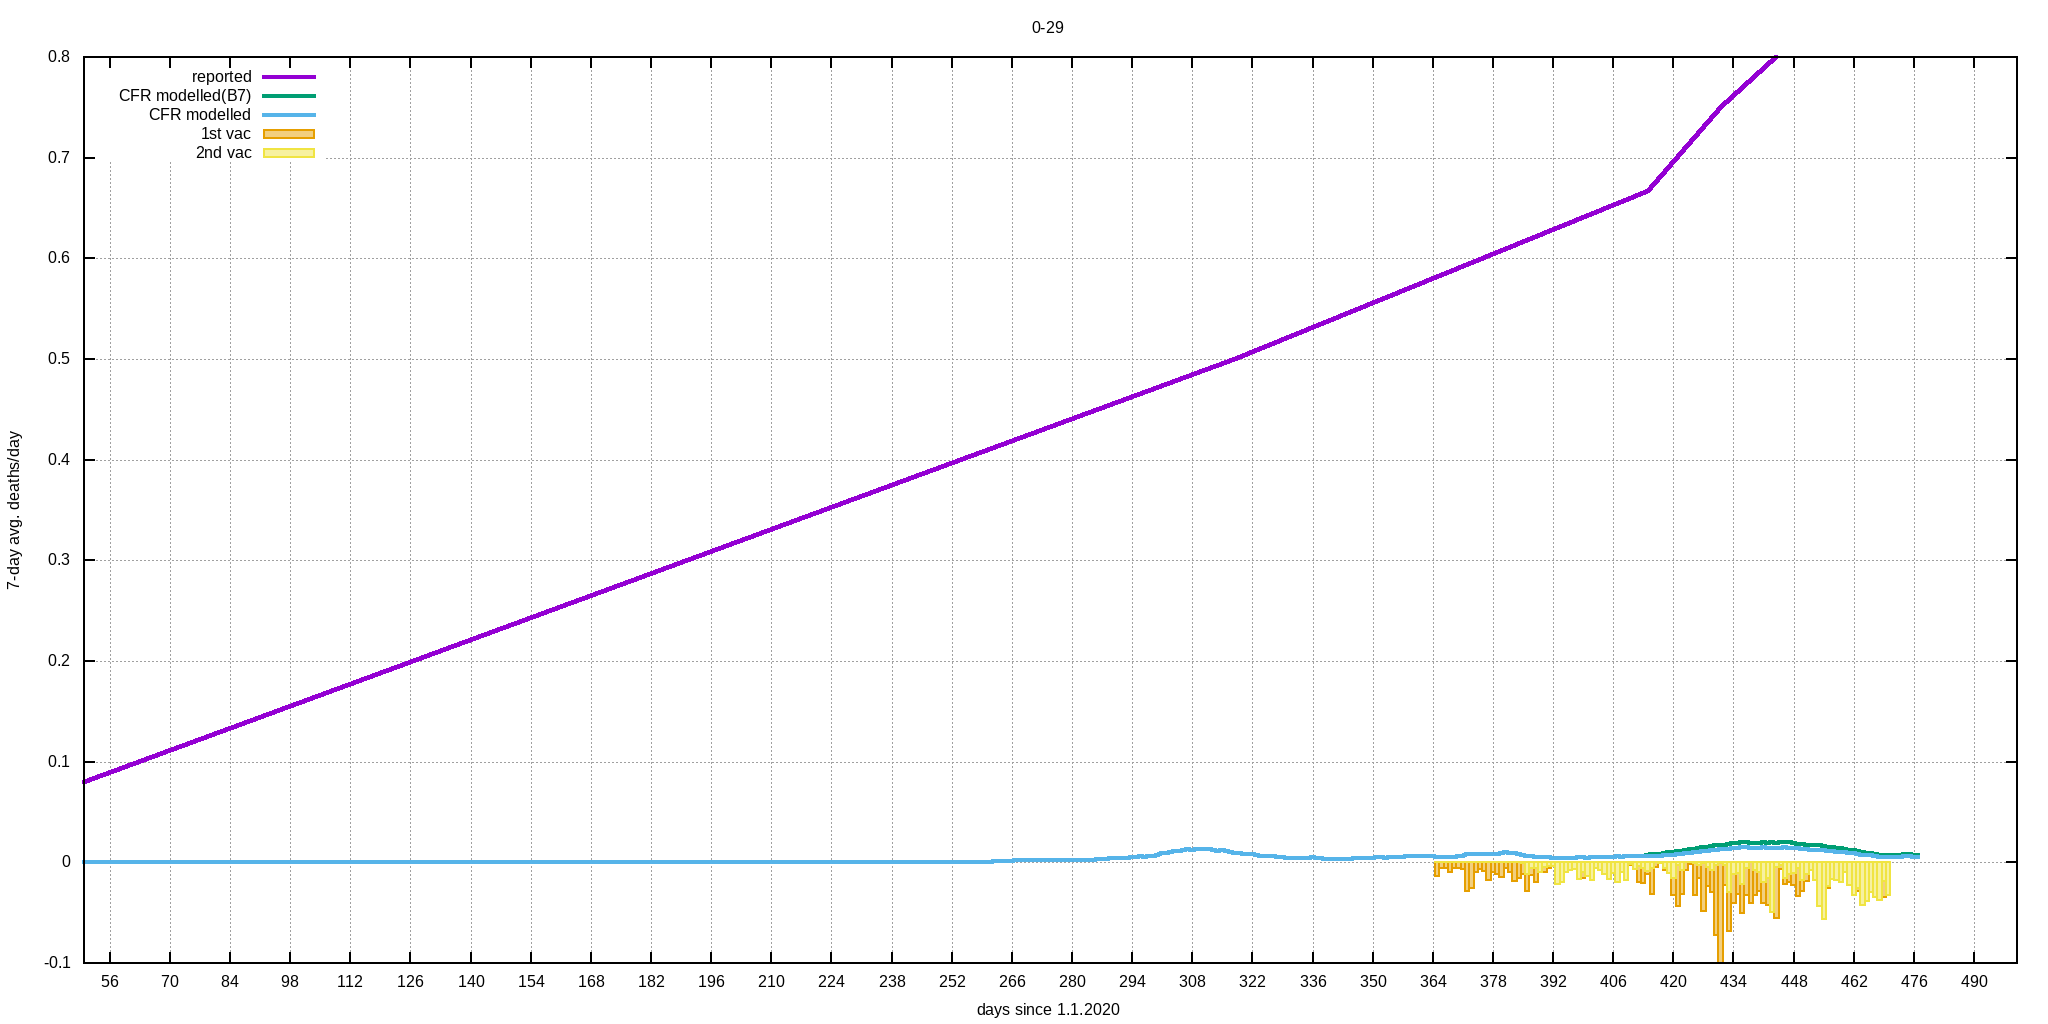 0-29
0.8
0.7
0.6
0.5
0.4
0.3
0.2
0.1
0
-0.1
reported
CFR modelled(B7)
CFR modelled
1st vac
2nd vac
7-day avg. deaths/day
56 70 84 98 112 126 140 154 168 182 196 210 224 238 252 266 280 294 308 322 336 350 364 378 392 406 420 434 448 462 476 490
days since 1.1.2020